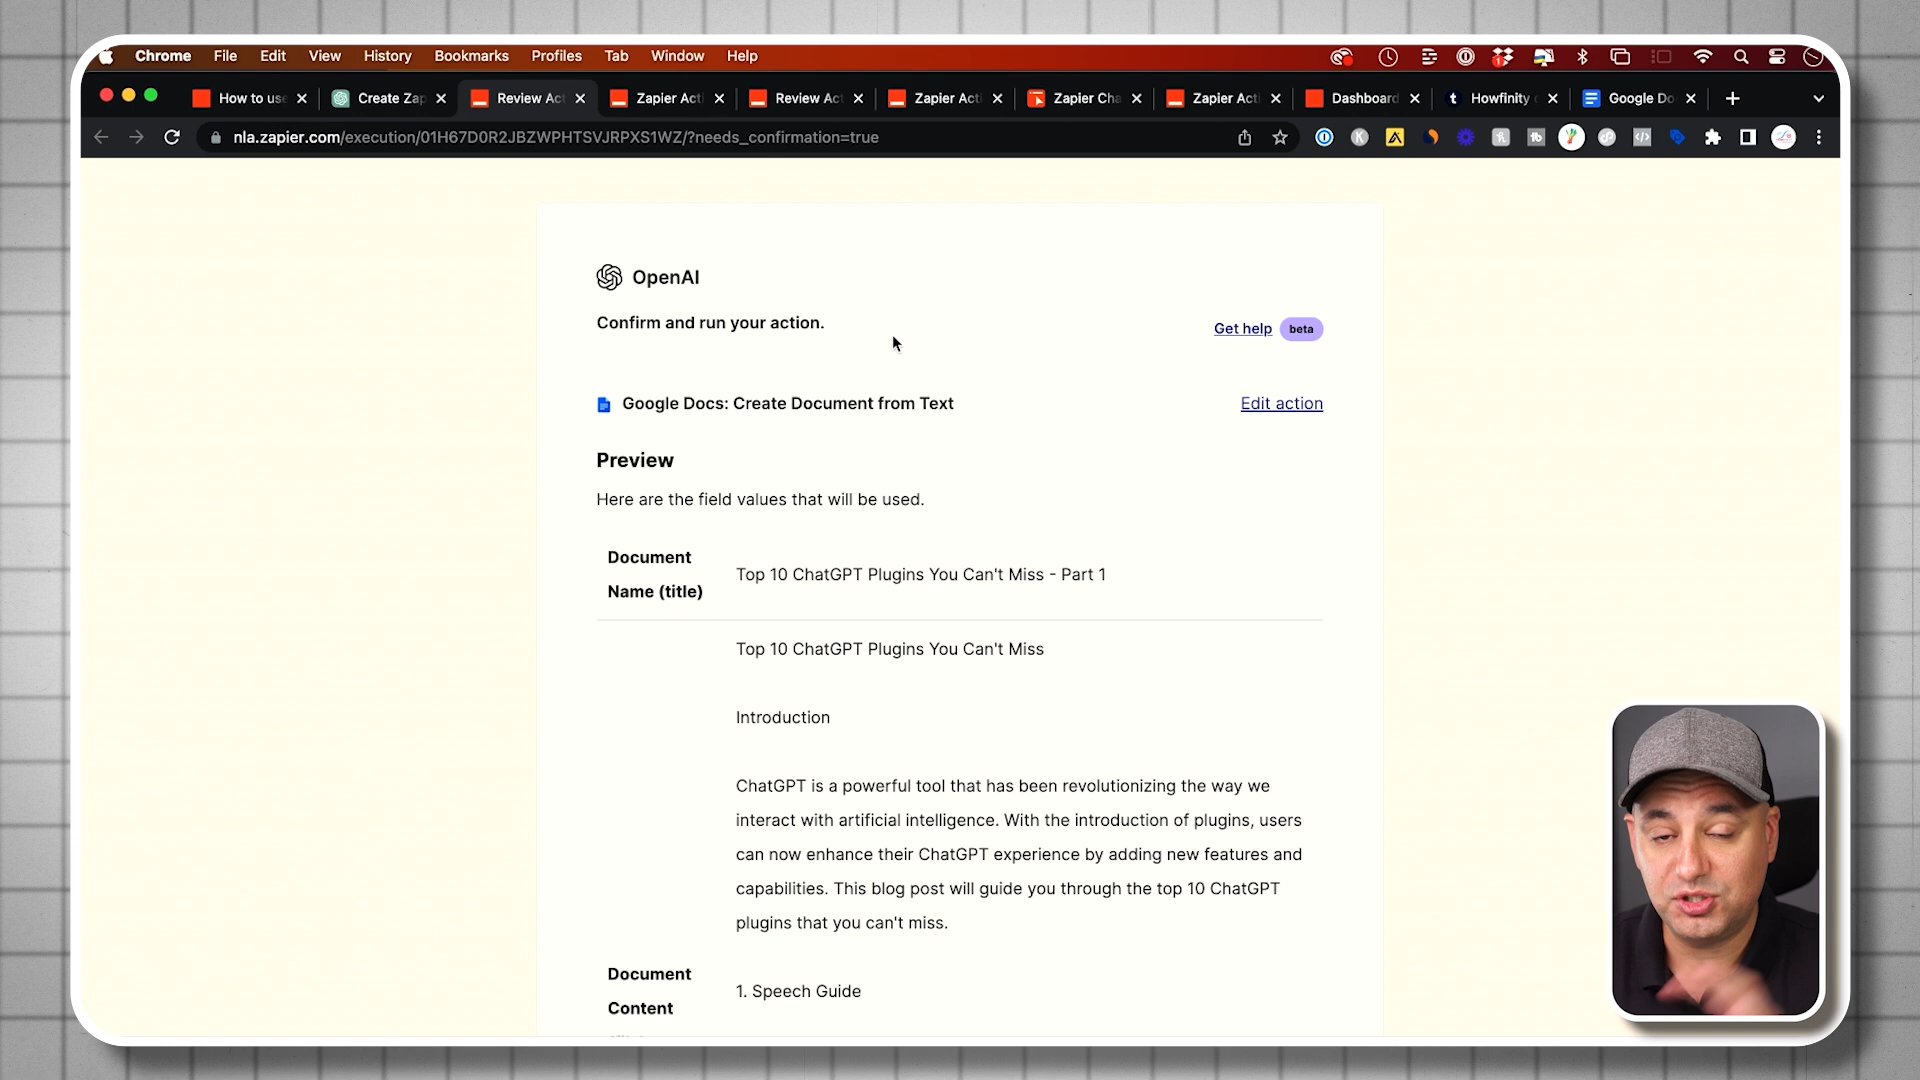 Chrome File Edit View History Bookmarks Profiles Tab Window Help
How to use Create Zap Review Act Zapier Acti Review Act Zapier Acti Zapier Cha Zapier Acti Dashboard Howfinity Google Do
nla.zapier.com/execution/01H67D0R2JBZWPHTSVJRPXS1WZ/?needs_confirmation=true
OpenAI
Confirm and run your action.
Get help beta
Google Docs: Create Document from Text
Edit action
Preview
Here are the field values that will be used.
Document
Name (title)
Top 10 ChatGPT Plugins You Can't Miss - Part 1
Top 10 ChatGPT Plugins You Can't Miss
Introduction
ChatGPT is a powerful tool that has been revolutionizing the way we
interact with artificial intelligence. With the introduction of plugins, users
can now enhance their ChatGPT experience by adding new features and
capabilities. This blog post will guide you through the top 10 ChatGPT
plugins that you can't miss.
Document
Content
1. Speech Guide